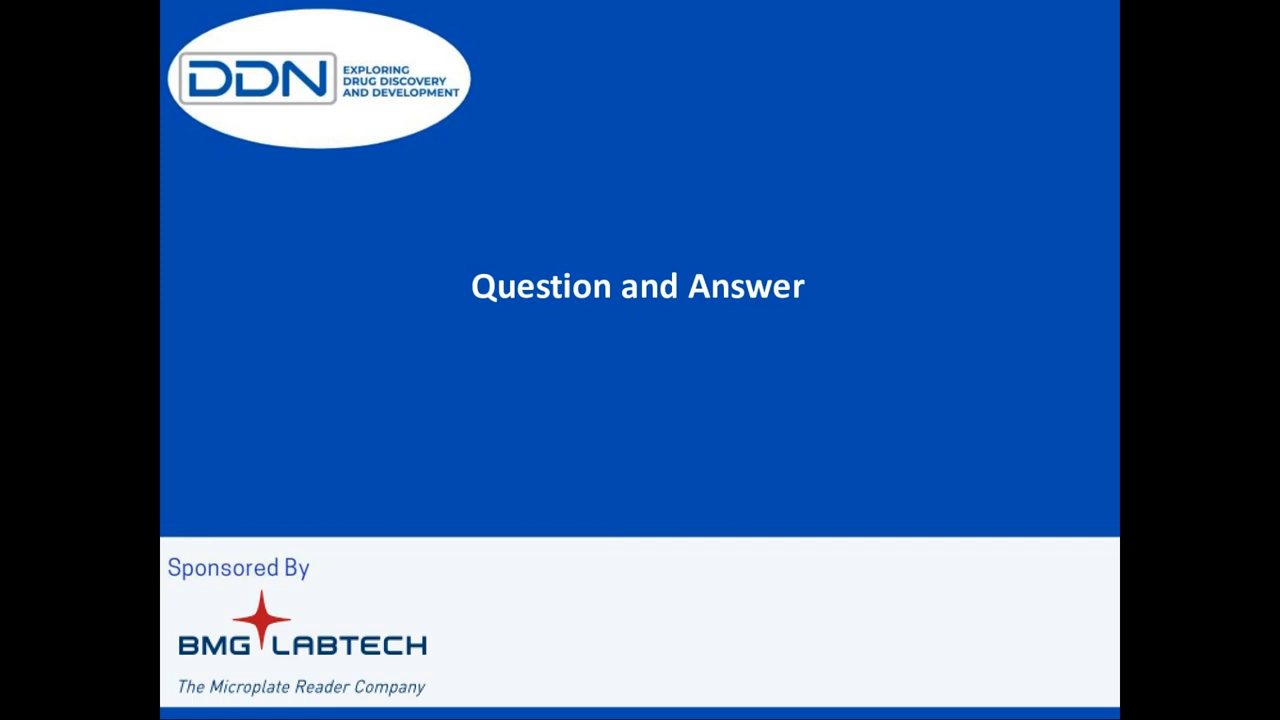 DDN
EXPLORING
DRUG DISCOVERY
AND DEVELOPMENT
Question and Answer
Sponsored By
BMG LABTECH
The Microplate Reader Company